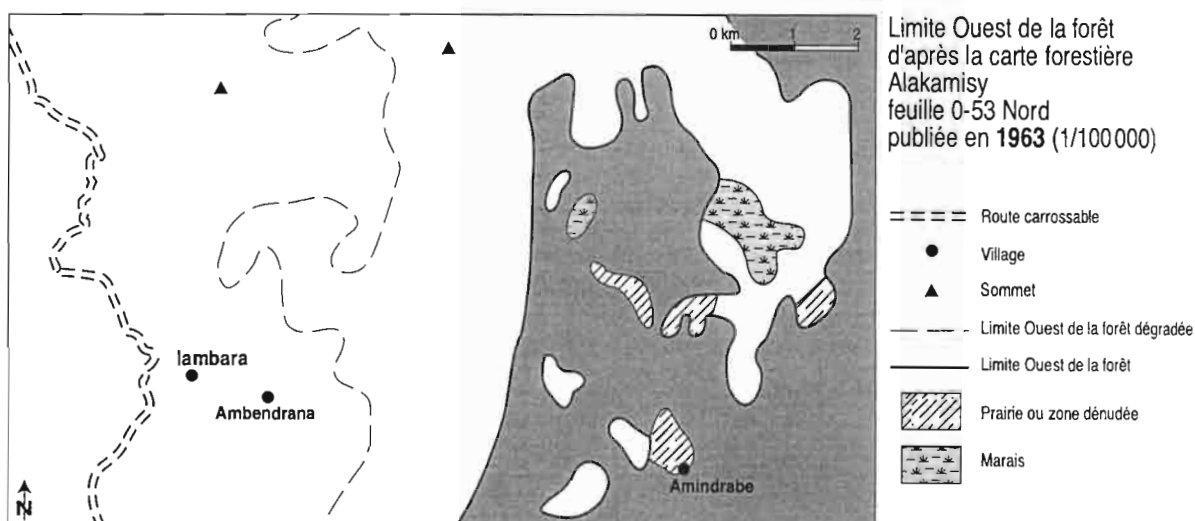 0 km 1 2
Iambara
Ambendrana
Amindrabe
N
Limite Ouest de la forêt
d'après la carte forestière
Alakamisy
feuille 0-53 Nord
publiée en 1963 (1/100 000)
Route carrossable
Village
Sommet
Limite Ouest de la forêt dégradée
Limite Ouest de la forêt
Prairie ou zone dénudée
Marais